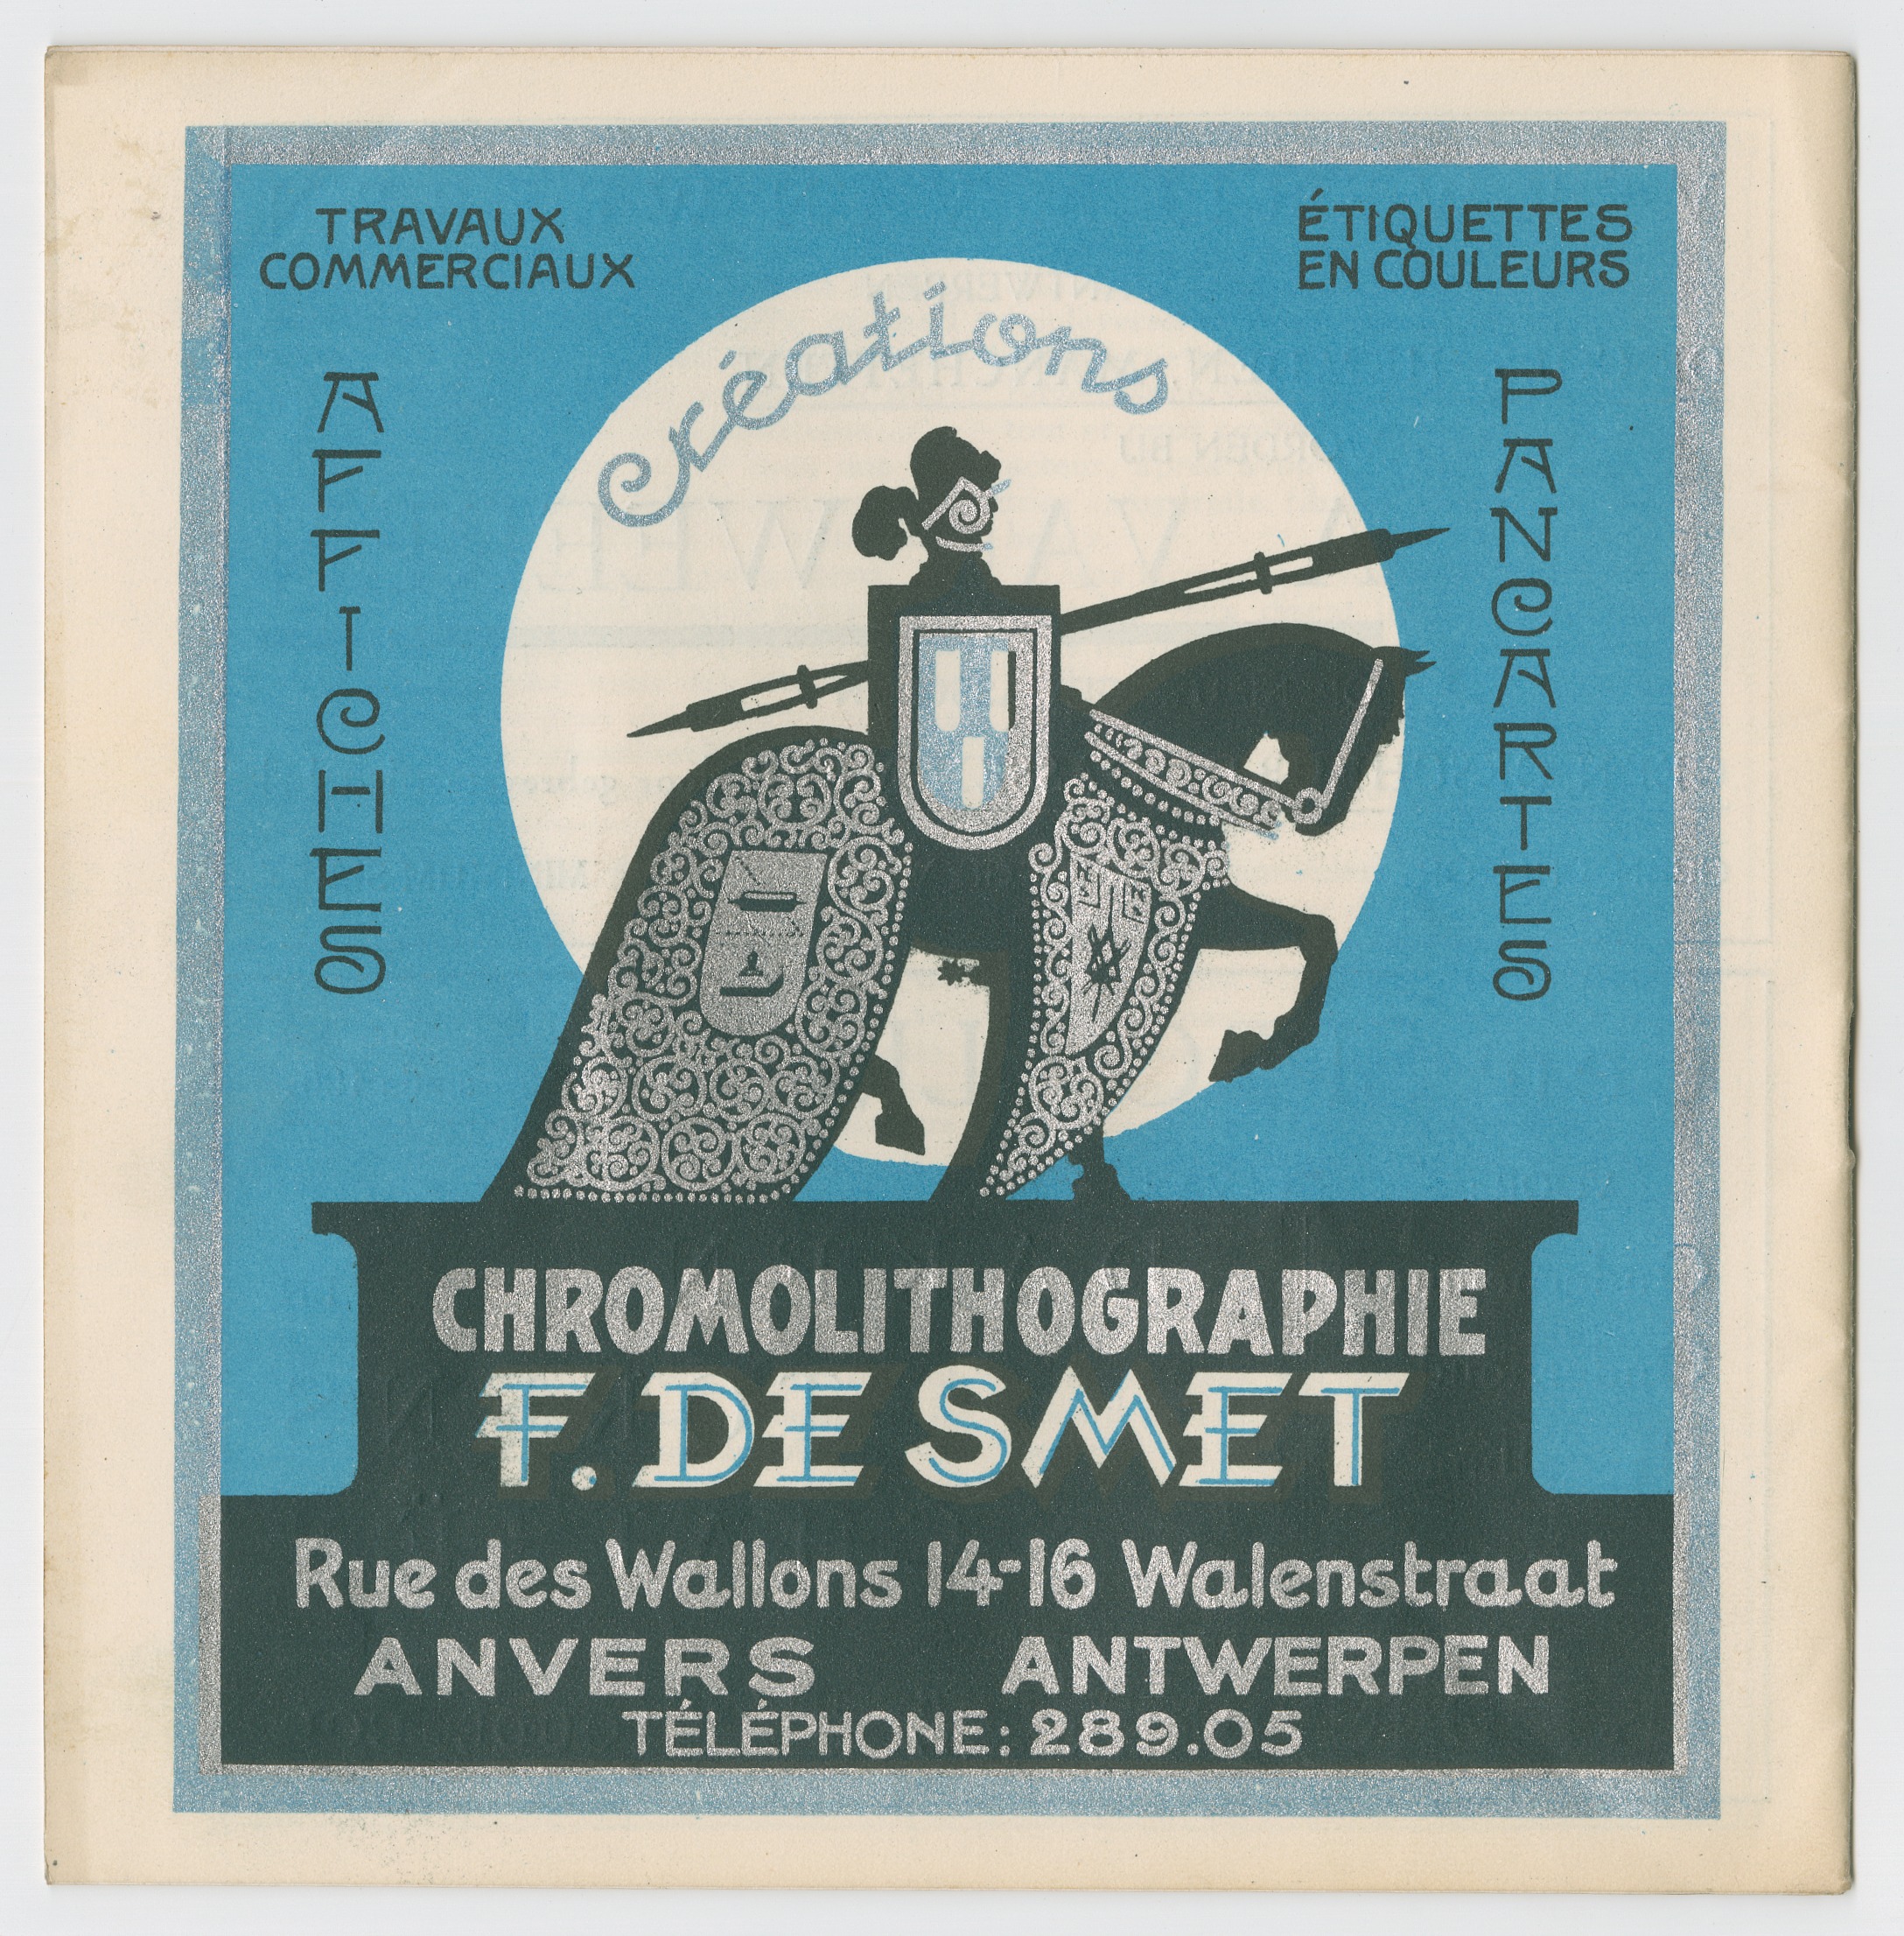 TRAVAUX
COMMERCIAUX
ÉTIQUETTES
EN COULEURS
créations
AFFICHES
PANCARTES
CHROMOLITHOGRAPHIE
F. DE SMET
Rue des Wallons 14-16 Walenstraat
ANVERS ANTWERPEN
TÉLÉPHONE: 289.05